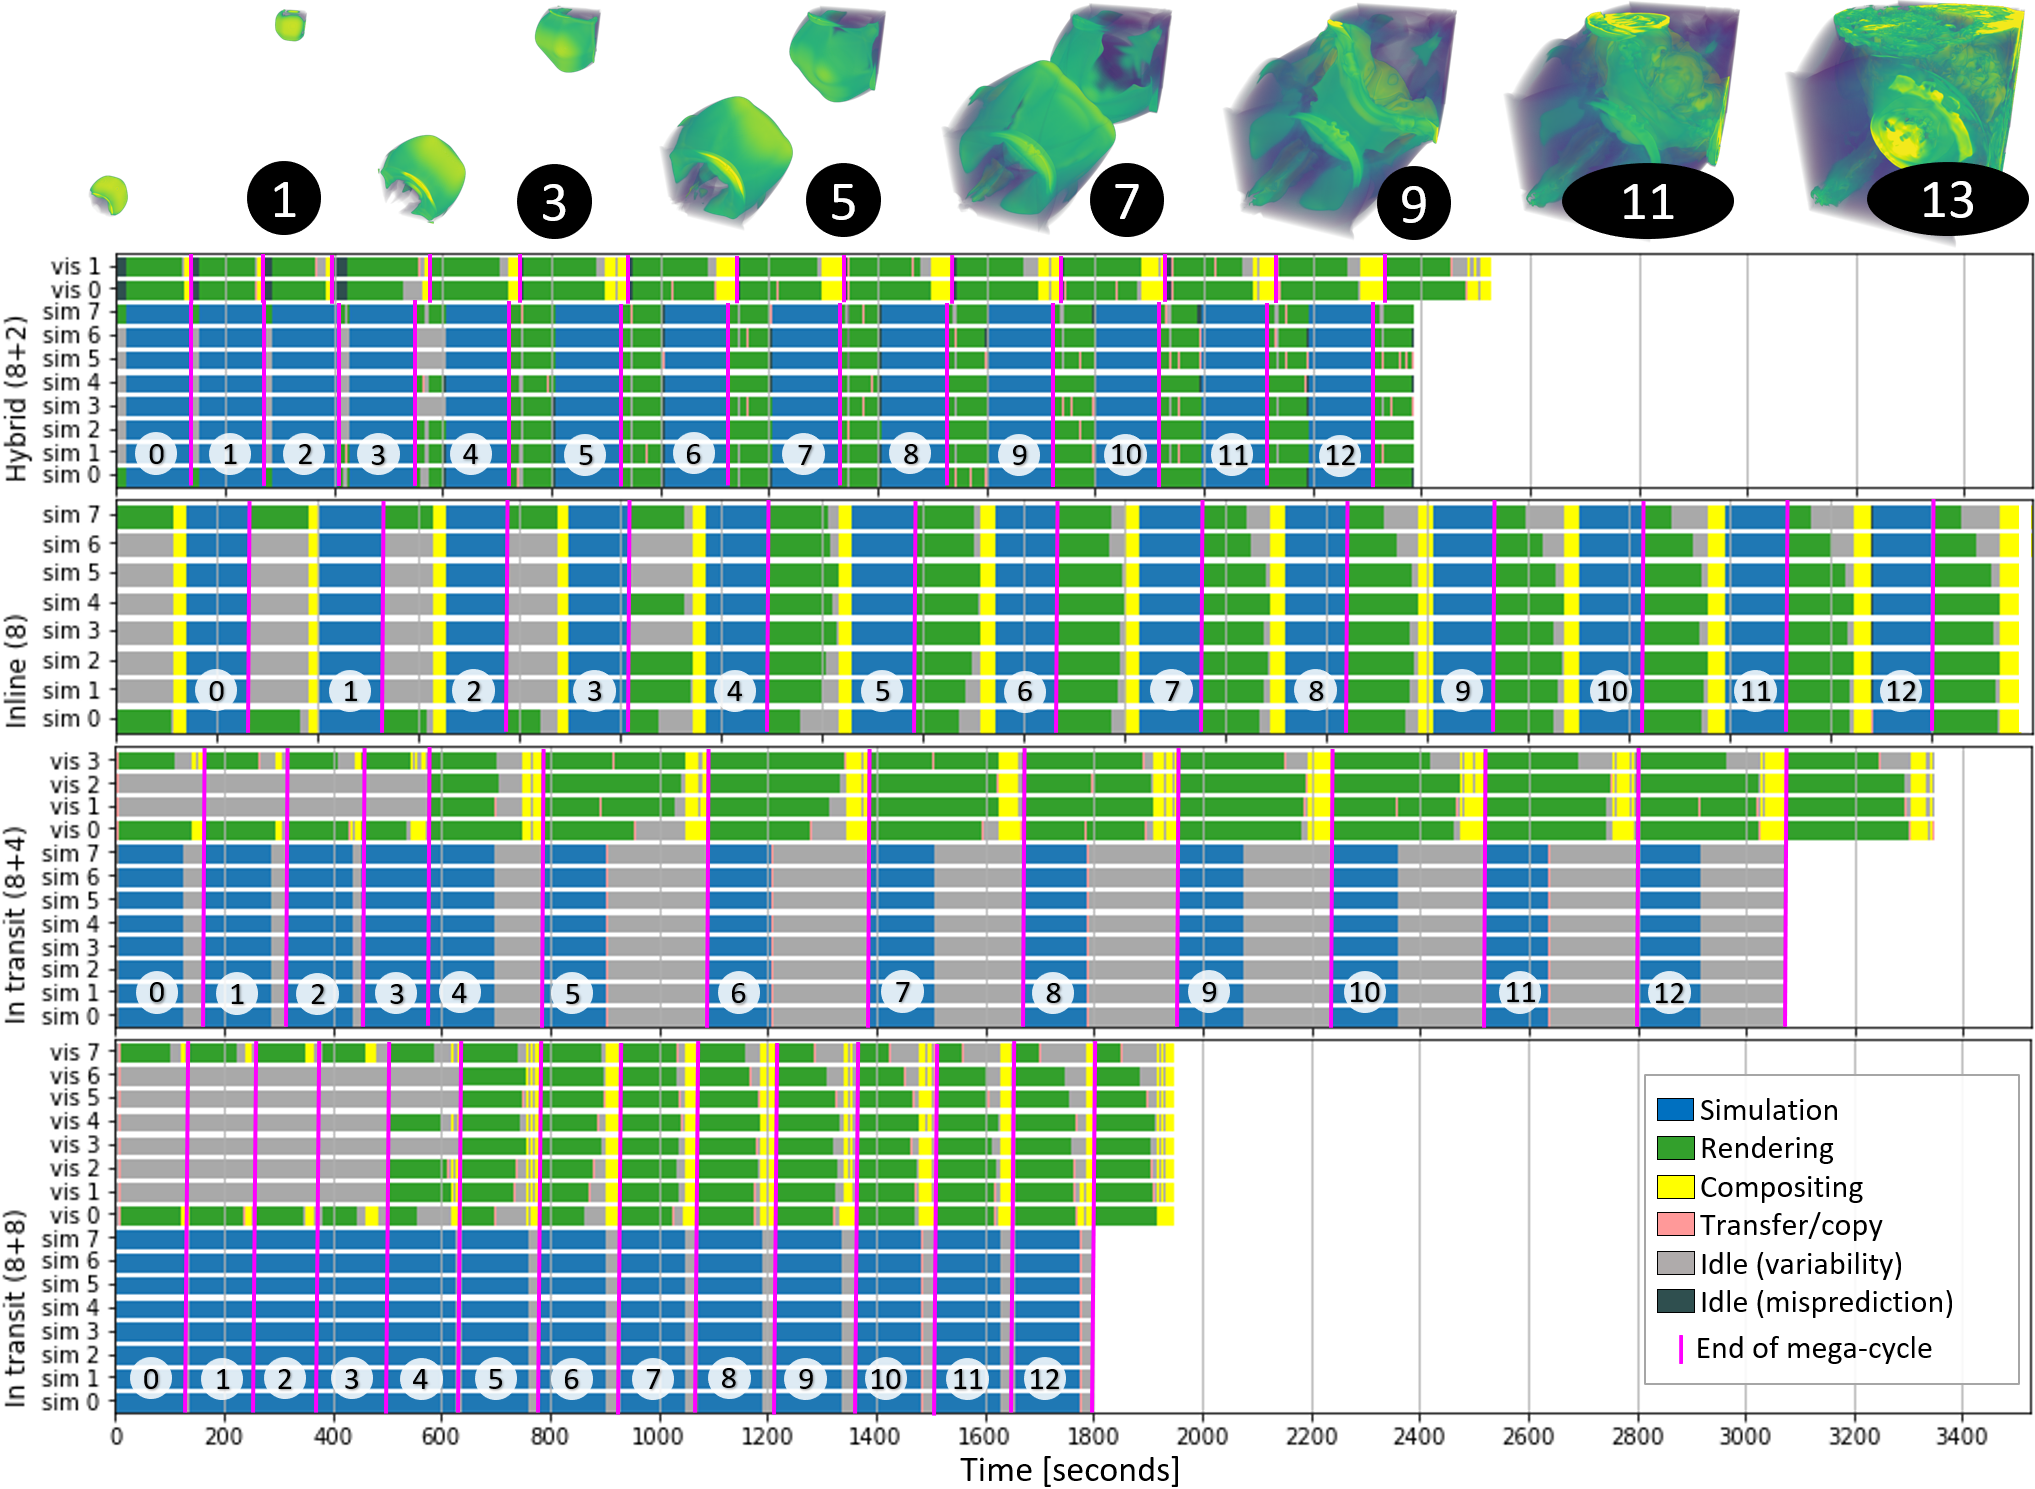 1 3 5 7 9 11 13
Hybrid (8+2)
vis 1
vis 0
sim 7
sim 6
sim 5
sim 4
sim 3
sim 2
sim 1
sim 0
0 1 2 3 4 5 6 7 8 9 10 11 12
Inline (8)
sim 7
sim 6
sim 5
sim 4
sim 3
sim 2
sim 1
sim 0
0 1 2 3 4 5 6 7 8 9 10 11 12
In transit (8+4)
vis 3
vis 2
vis 1
vis 0
sim 7
sim 6
sim 5
sim 4
sim 3
sim 2
sim 1
sim 0
0 1 2 3 4 5 6 7 8 9 10 11 12
In transit (8+8)
vis 7
vis 6
vis 5
vis 4
vis 3
vis 2
vis 1
vis 0
sim 7
sim 6
sim 5
sim 4
sim 3
sim 2
sim 1
sim 0
0 1 2 3 4 5 6 7 8 9 10 11 12
Simulation
Rendering
Compositing
Transfer/copy
Idle (variability)
Idle (misprediction)
End of mega-cycle
0 200 400 600 800 1000 1200 1400 1600 1800 2000 2200 2400 2600 2800 3000 3200 3400
Time [seconds]